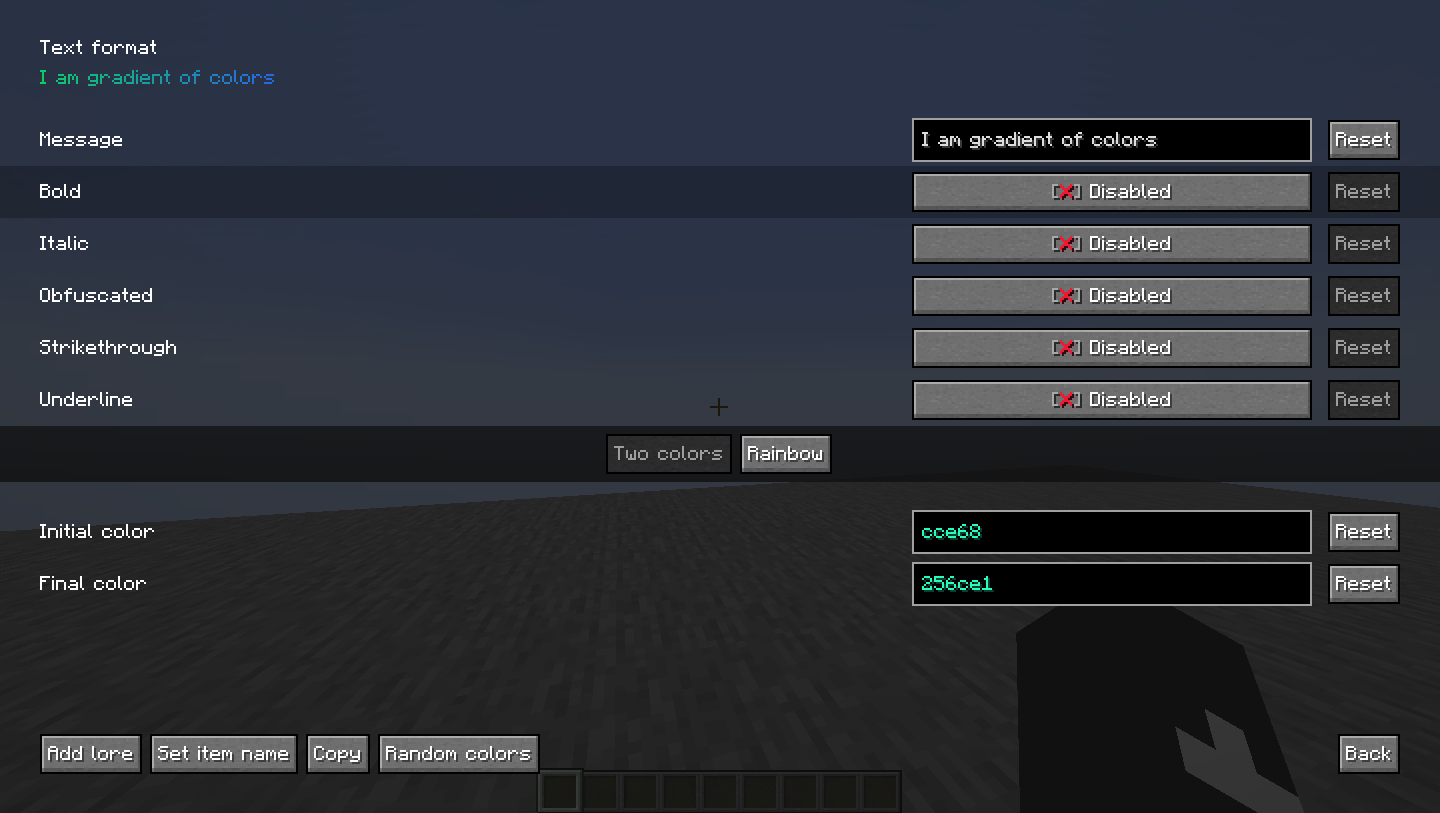 Text format
I am gradient of colors
Message I am gradient of colors Reset
Bold [✕] Disabled Reset
Italic [✕] Disabled Reset
Obfuscated [✕] Disabled Reset
Strikethrough [✕] Disabled Reset
Underline [✕] Disabled Reset
Two colors Rainbow
Initial color cce68 Reset
Final color 256ce1 Reset
Add lore Set item name Copy Random colors Back